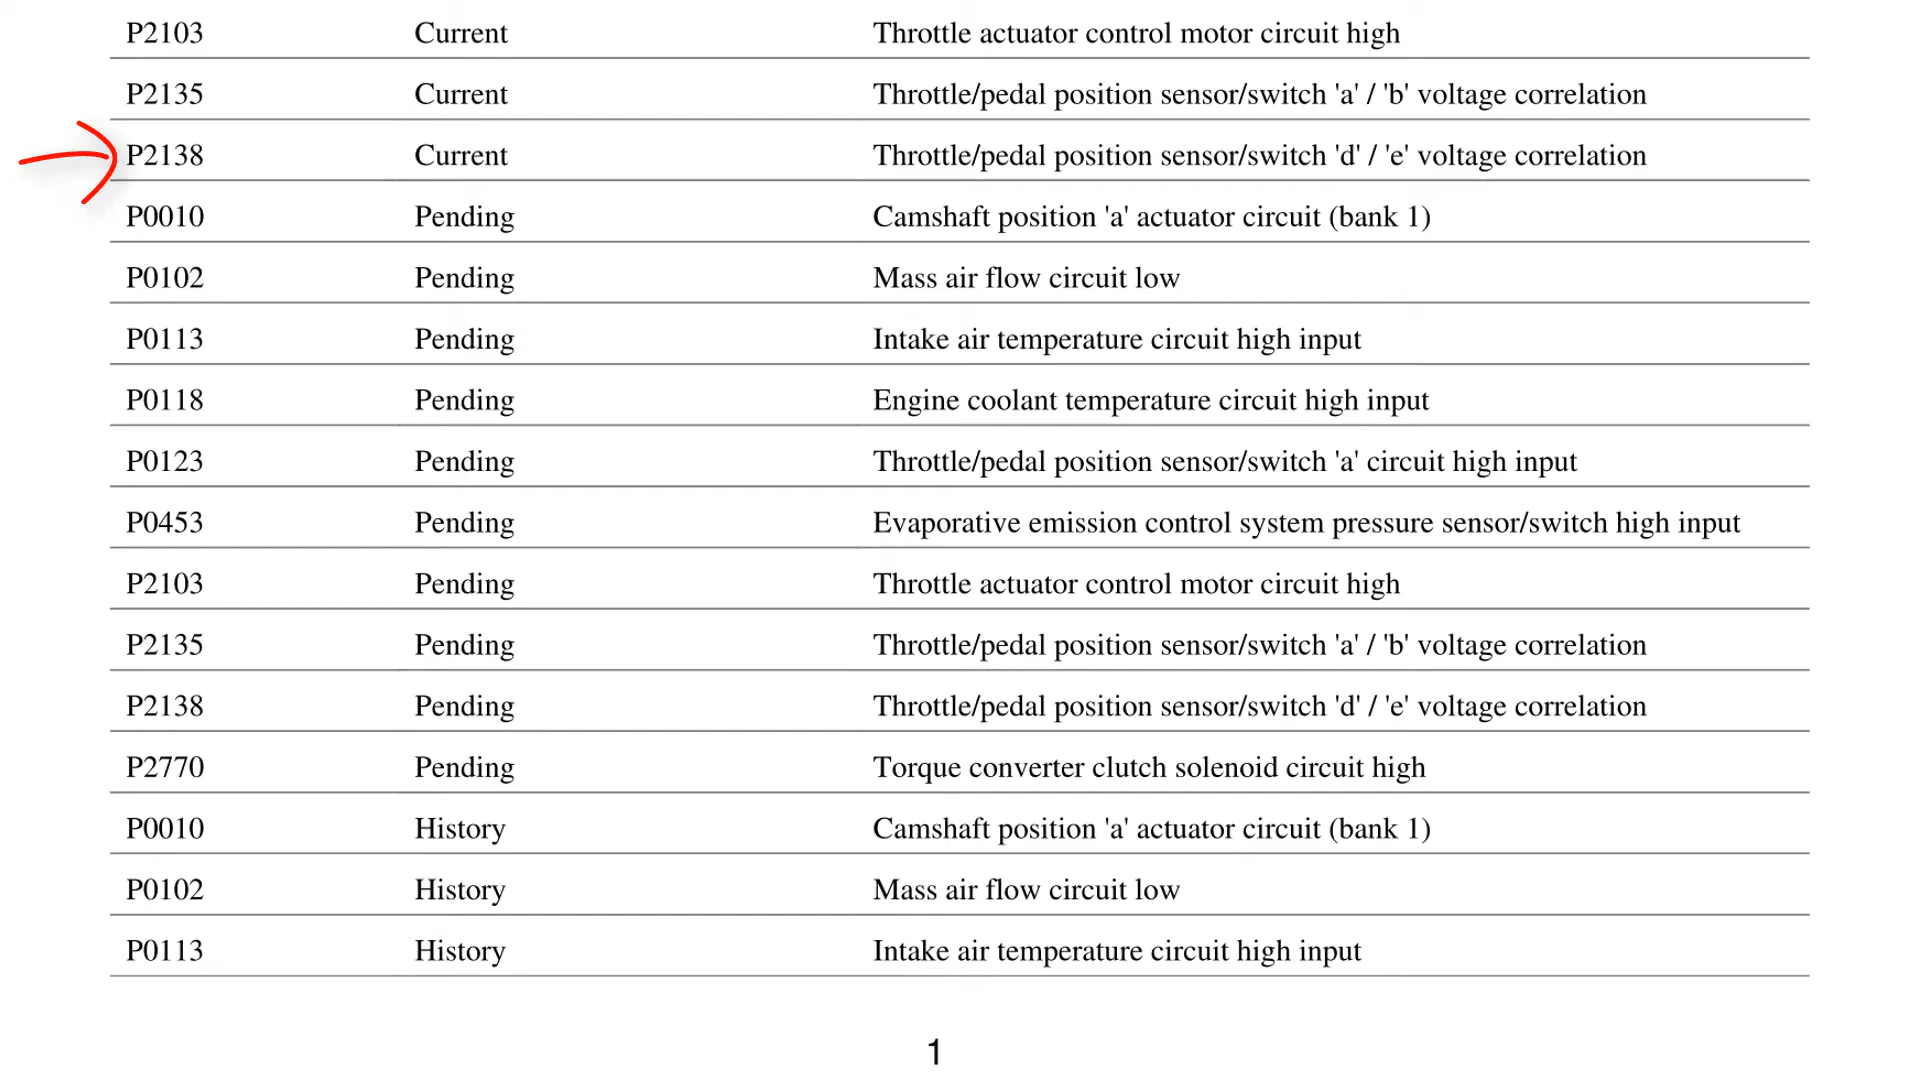 P2103 Current Throttle actuator control motor circuit high
P2135 Current Throttle/pedal position sensor/switch 'a' / 'b' voltage correlation
P2138 Current Throttle/pedal position sensor/switch 'd' / 'e' voltage correlation
P0010 Pending Camshaft position 'a' actuator circuit (bank 1)
P0102 Pending Mass air flow circuit low
P0113 Pending Intake air temperature circuit high input
P0118 Pending Engine coolant temperature circuit high input
P0123 Pending Throttle/pedal position sensor/switch 'a' circuit high input
P0453 Pending Evaporative emission control system pressure sensor/switch high input
P2103 Pending Throttle actuator control motor circuit high
P2135 Pending Throttle/pedal position sensor/switch 'a' / 'b' voltage correlation
P2138 Pending Throttle/pedal position sensor/switch 'd' / 'e' voltage correlation
P2770 Pending Torque converter clutch solenoid circuit high
P0010 History Camshaft position 'a' actuator circuit (bank 1)
P0102 History Mass air flow circuit low
P0113 History Intake air temperature circuit high input
1